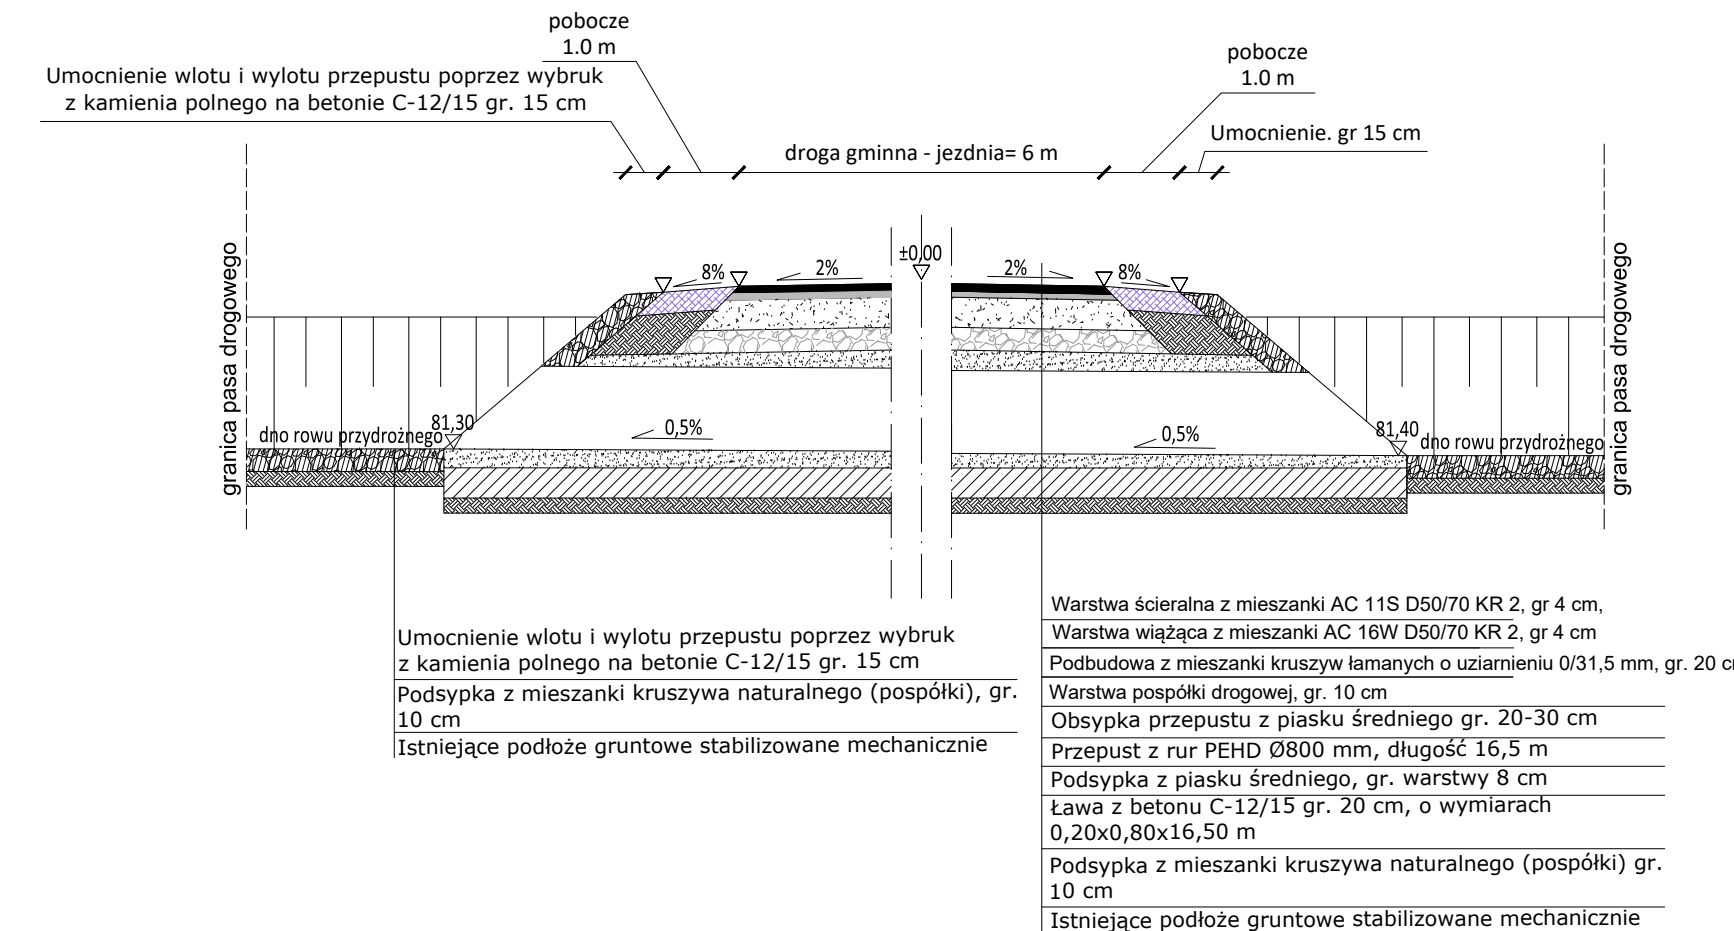 pobocze
1.0 m
Umocnienie wlotu i wylotu przepustu poprzez wybruk
z kamienia polnego na betonie C-12/15 gr. 15 cm
pobocze
1.0 m
Umocnienie. gr 15 cm
droga gminna - jezdnia= 6 m
granica pasa drogowego
8%
2%
±0,00
2%
8%
granica pasa drogowego
81,30
dno rowu przydrożnego
0,5%
0,5%
81,40
dno rowu przydrożnego
Umocnienie wlotu i wylotu przepustu poprzez wybruk
z kamienia polnego na betonie C-12/15 gr. 15 cm
Podsypka z mieszanki kruszywa naturalnego (pospółki), gr.
10 cm
Istniejące podłoże gruntowe stabilizowane mechanicznie
Warstwa ścieralna z mieszanki AC 11S D50/70 KR 2, gr 4 cm,
Warstwa wiążąca z mieszanki AC 16W D50/70 KR 2, gr 4 cm
Podbudowa z mieszanki kruszyw łamanych o uziarnieniu 0/31,5 mm, gr. 20 c
Warstwa pospółki drogowej, gr. 10 cm
Obsypka przepustu z piasku średniego gr. 20-30 cm
Przepust z rur PEHD Ø800 mm, długość 16,5 m
Podsypka z piasku średniego, gr. warstwy 8 cm
Ława z betonu C-12/15 gr. 20 cm, o wymiarach
0,20x0,80x16,50 m
Podsypka z mieszanki kruszywa naturalnego (pospółki) gr.
10 cm
Istniejące podłoże gruntowe stabilizowane mechanicznie